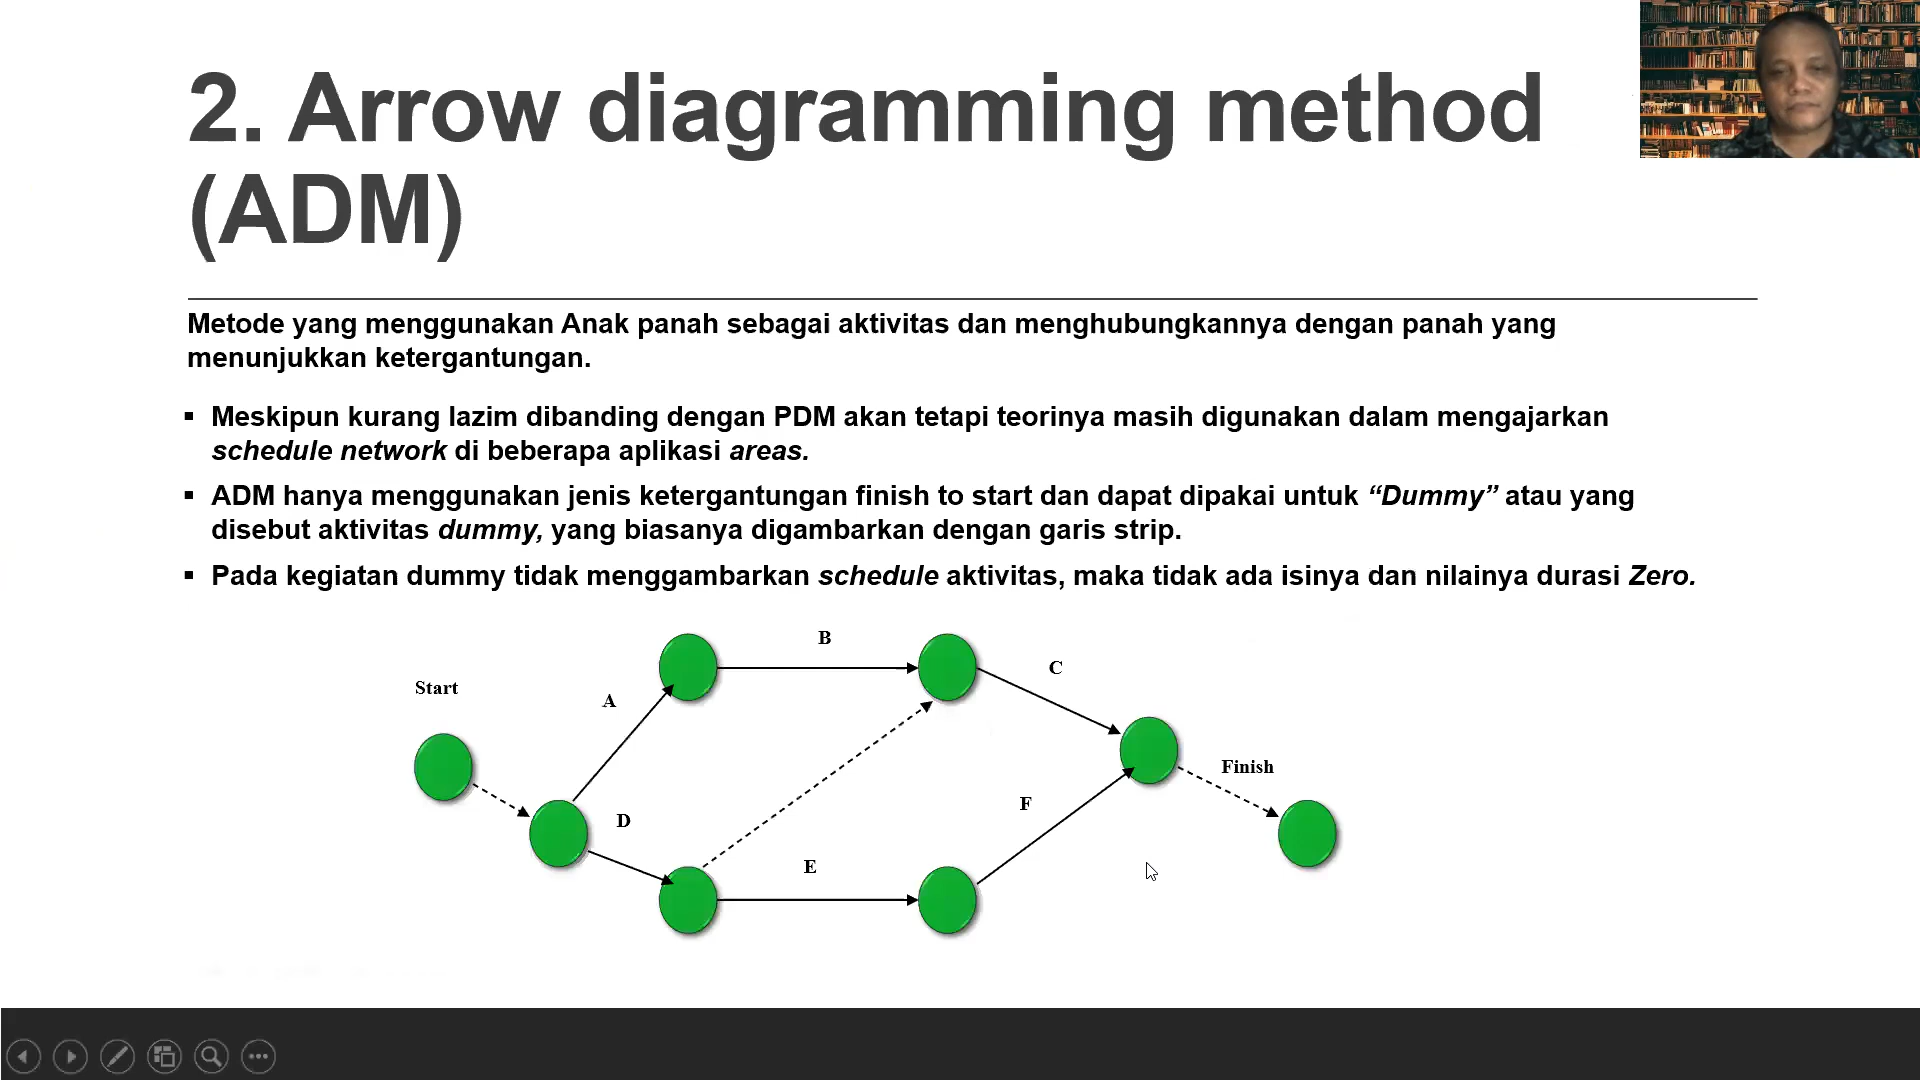 2. Arrow diagramming method
(ADM)
Metode yang menggunakan Anak panah sebagai aktivitas dan menghubungkannya dengan panah yang
menunjukkan ketergantungan.
▪ Meskipun kurang lazim dibanding dengan PDM akan tetapi teorinya masih digunakan dalam mengajarkan
schedule network di beberapa aplikasi areas.
▪ ADM hanya menggunakan jenis ketergantungan finish to start dan dapat dipakai untuk “Dummy” atau yang
disebut aktivitas dummy, yang biasanya digambarkan dengan garis strip.
▪ Pada kegiatan dummy tidak menggambarkan schedule aktivitas, maka tidak ada isinya dan nilainya durasi Zero.
B
C
Start
A
Finish
F
D
E